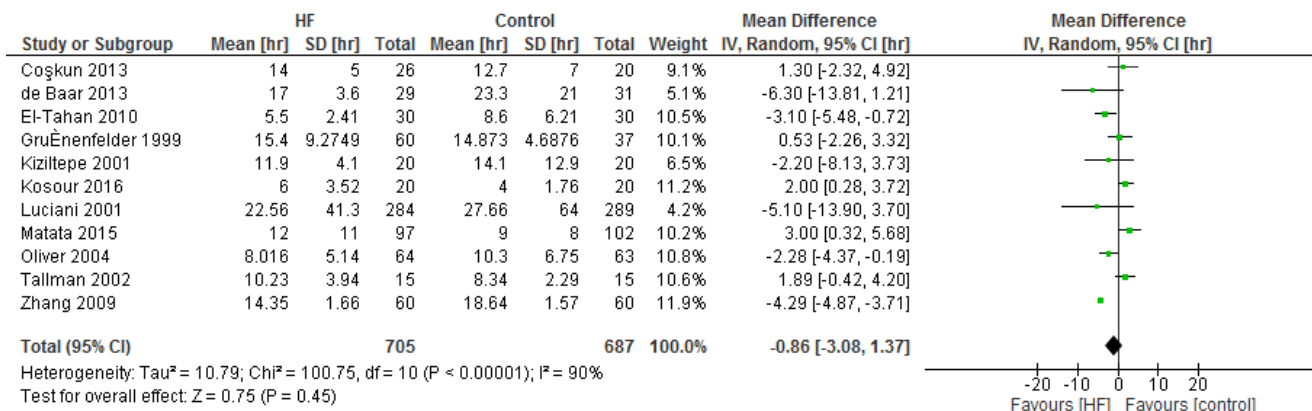 HF Control Mean Difference Mean Difference
Study or Subgroup Mean [hr] SD [hr] Total Mean [hr] SD [hr] Total Weight IV, Random, 95% CI [hr] IV, Random, 95% CI [hr]
Coşkun 2013 14 5 26 12.7 7 20 9.1% 1.30 [-2.32, 4.92]
de Baar 2013 17 3.6 29 23.3 21 31 5.1% -6.30 [-13.81, 1.21]
El-Tahan 2010 5.5 2.41 30 8.6 6.21 30 10.5% -3.10 [-5.48, -0.72]
GruÈnenfelder 1999 15.4 9.2749 60 14.873 4.6876 37 10.1% 0.53 [-2.26, 3.32]
Kiziltepe 2001 11.9 4.1 20 14.1 12.9 20 6.5% -2.20 [-8.13, 3.73]
Kosour 2016 6 3.52 20 4 1.76 20 11.2% 2.00 [0.28, 3.72]
Luciani 2001 22.56 41.3 284 27.66 64 289 4.2% -5.10 [-13.90, 3.70]
Matata 2015 12 11 97 9 8 102 10.2% 3.00 [0.32, 5.68]
Oliver 2004 8.016 5.14 64 10.3 6.75 63 10.8% -2.28 [-4.37, -0.19]
Tallman 2002 10.23 3.94 15 8.34 2.29 15 10.6% 1.89 [-0.42, 4.20]
Zhang 2009 14.35 1.66 60 18.64 1.57 60 11.9% -4.29 [-4.87, -3.71]
Total (95% CI) 705 687 100.0% -0.86 [-3.08, 1.37]
Heterogeneity: Tau² = 10.79; Chi² = 100.75, df = 10 (P < 0.00001); I² = 90%
Test for overall effect: Z = 0.75 (P = 0.45)
-20 -10 0 10 20
Favours [HF] Favours [control]